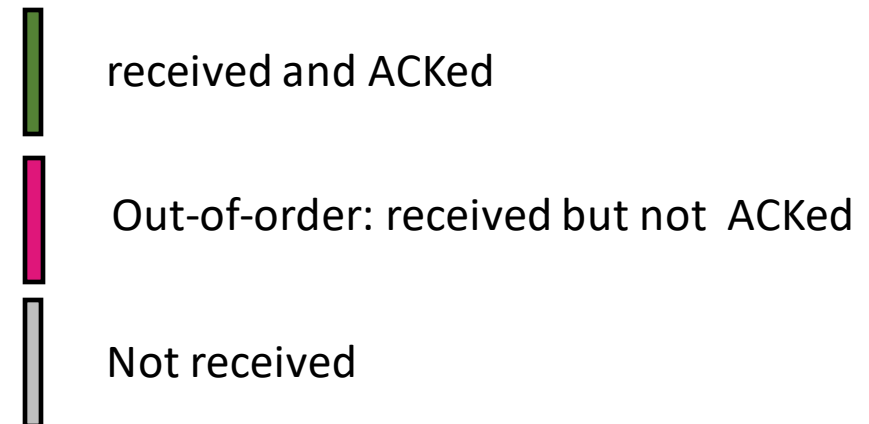 received and ACKed
Out-of-order: received but not ACKed
Not received